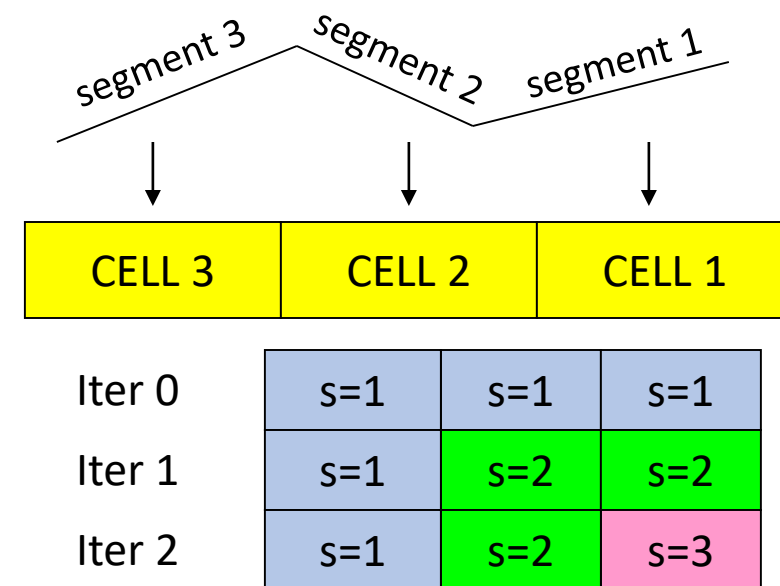 segment 3
segment 2
segment 1
CELL 3 CELL 2 CELL 1
Iter 0 s=1 s=1 s=1
Iter 1 s=1 s=2 s=2
Iter 2 s=1 s=2 s=3